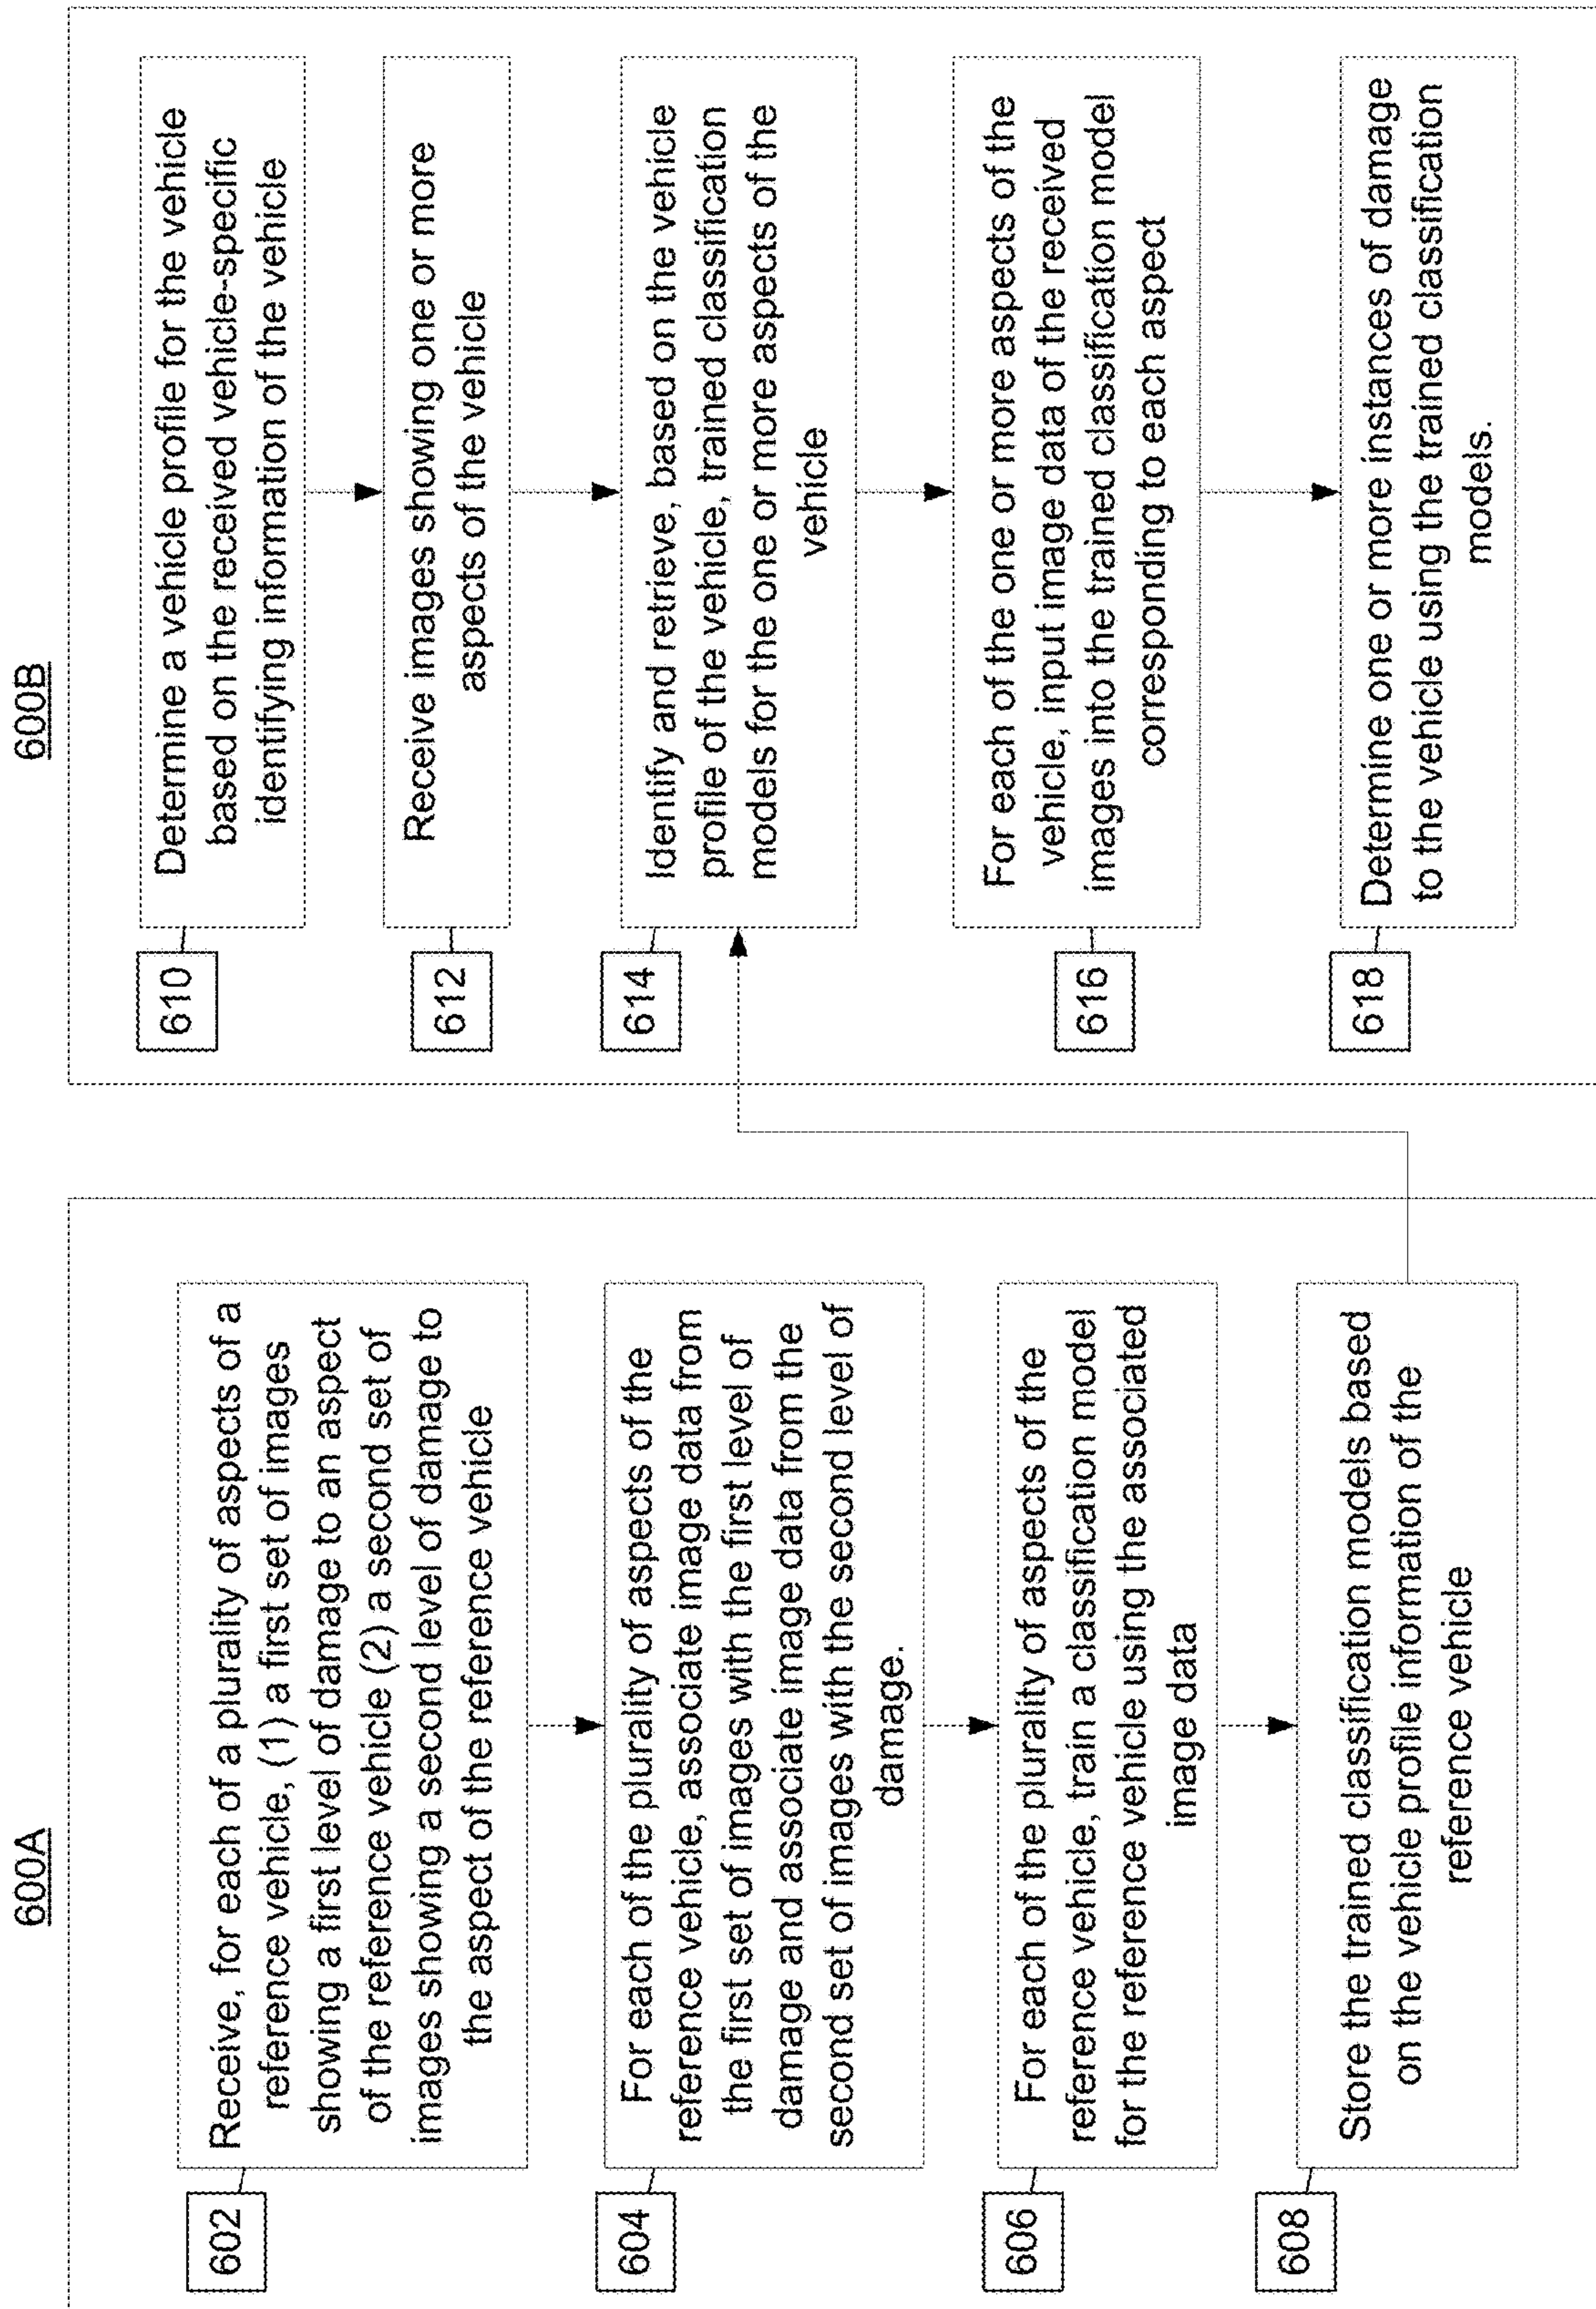 600A
602
Receive, for each of a plurality of aspects of a
reference vehicle, (1) a first set of images
showing a first level of damage to an aspect
of the reference vehicle (2) a second set of
images showing a second level of damage to
the aspect of the reference vehicle
604
For each of the plurality of aspects of the
reference vehicle, associate image data from
the first set of images with the first level of
damage and associate image data from the
second set of images with the second level of
damage.
606
For each of the plurality of aspects of the
reference vehicle, train a classification model
for the reference vehicle using the associated
image data
608
Store the trained classification models based
on the vehicle profile information of the
reference vehicle
600B
610
Determine a vehicle profile for the vehicle
based on the received vehicle-specific
identifying information of the vehicle
612
Receive images showing one or more
aspects of the vehicle
614
Identify and retrieve, based on the vehicle
profile of the vehicle, trained classification
models for the one or more aspects of the
vehicle
616
For each of the one or more aspects of the
vehicle, input image data of the received
images into the trained classification model
corresponding to each aspect
618
Determine one or more instances of damage
to the vehicle using the trained classification
models.